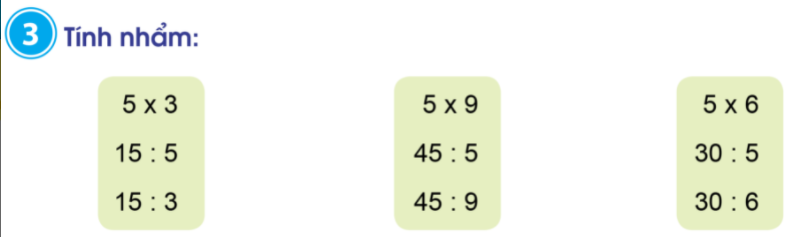 3 Tính nhẩm:
5 x 3
15 : 5
15 : 3
5 x 9
45 : 5
45 : 9
5 x 6
30 : 5
30 : 6